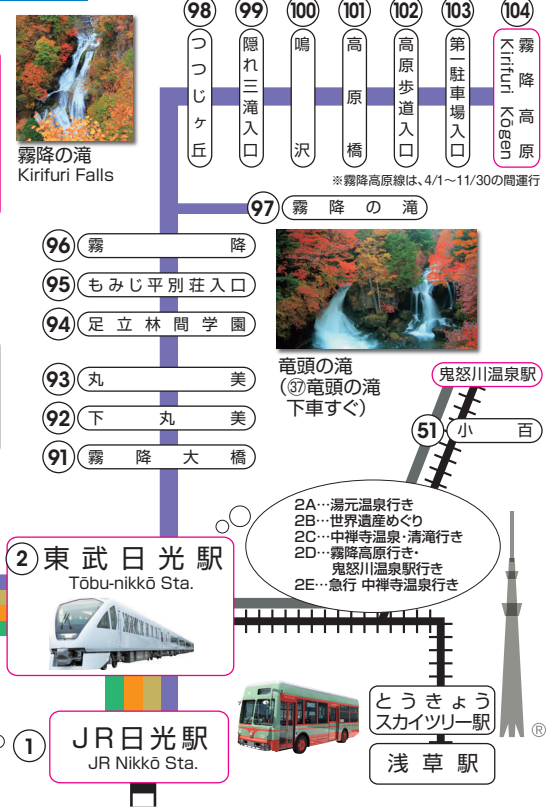 98
つつじヶ丘
99
隠れ三滝入口
100
鳴沢
101
高原橋
102
高原歩道入口
103
第一駐車場入口
104
霧降高原
Kirifuri Kōgen
霧降の滝
Kirifuri Falls
※霧降高原線は、4/1〜11/30の間運行
97 霧降の滝
96 霧降
95 もみじ平別荘入口
94 足立林間学園
93 丸美
92 下丸美
91 霧降大橋
竜頭の滝
(㊲竜頭の滝
下車すぐ)
鬼怒川温泉駅
51 小百
2A…湯元温泉行き
2B…世界遺産めぐり
2C…中禅寺温泉・清滝行き
2D…霧降高原行き・
鬼怒川温泉駅行き
2E…急行 中禅寺温泉行き
2 東武日光駅
Tōbu-nikkō Sta.
とうきょう
スカイツリー駅
®
浅草駅
1 JR日光駅
JR Nikkō Sta.